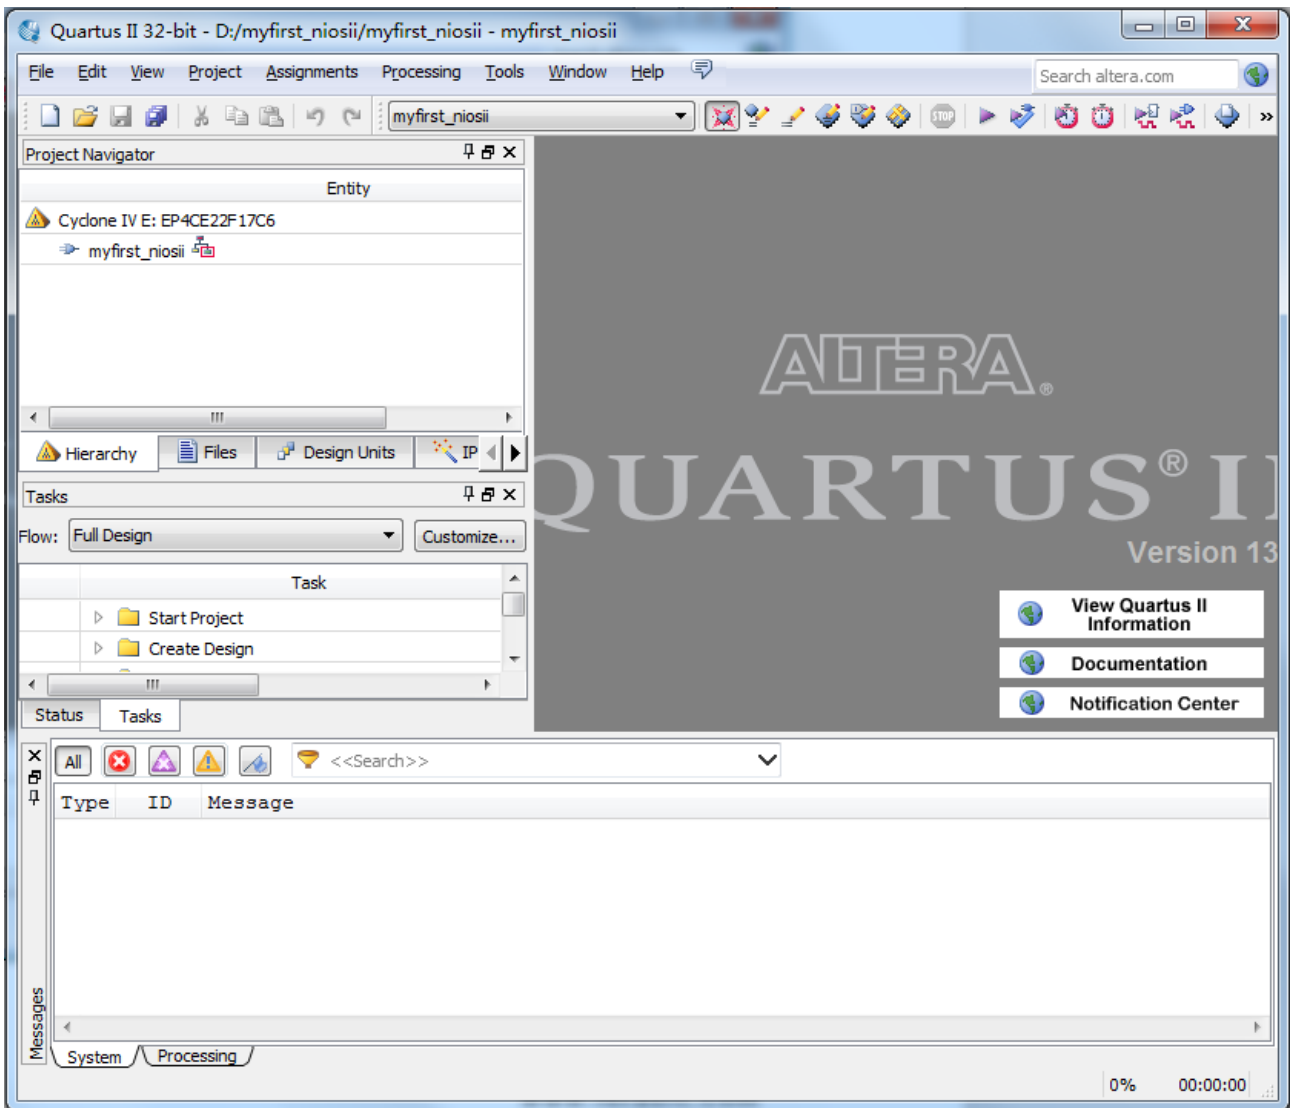 Quartus II 32-bit - D:/myfirst_niosii/myfirst_niosii - myfirst_niosii
File Edit View Project Assignments Processing Tools Window Help
Search altera.com
myfirst_niosii
STOP
»
Project Navigator
Entity
Cyclone IV E: EP4CE22F17C6
myfirst_niosii
Hierarchy Files Design Units IP
Tasks
Flow: Full Design Customize...
Task
Start Project
Create Design
Status Tasks
ALTERA®
QUARTUS® II
Version 13
View Quartus II
Information
Documentation
Notification Center
All <<Search>>
Type ID Message
Messages
System Processing
0% 00:00:00